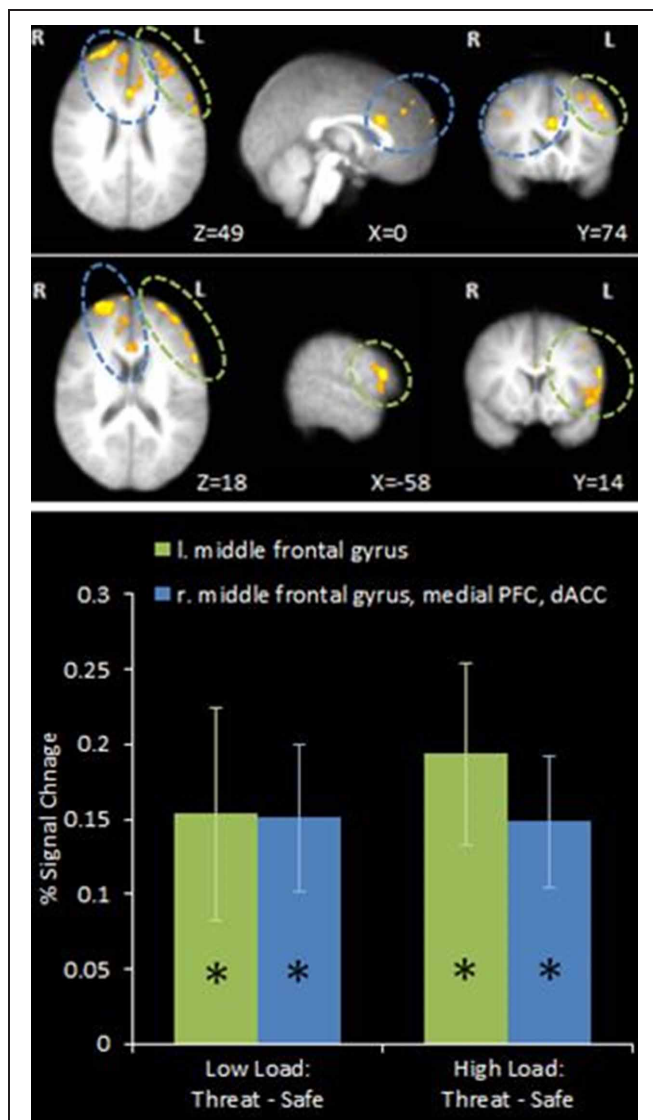 R L R L
Z=49 X=0 Y=74
R L R L
Z=18 X=-58 Y=14
l. middle frontal gyrus
r. middle frontal gyrus, medial PFC, dACC
% Signal Chnage
0.3
0.25
0.2
0.15
0.1
0.05
0
* * * *
Low Load: High Load:
Threat - Safe Threat - Safe